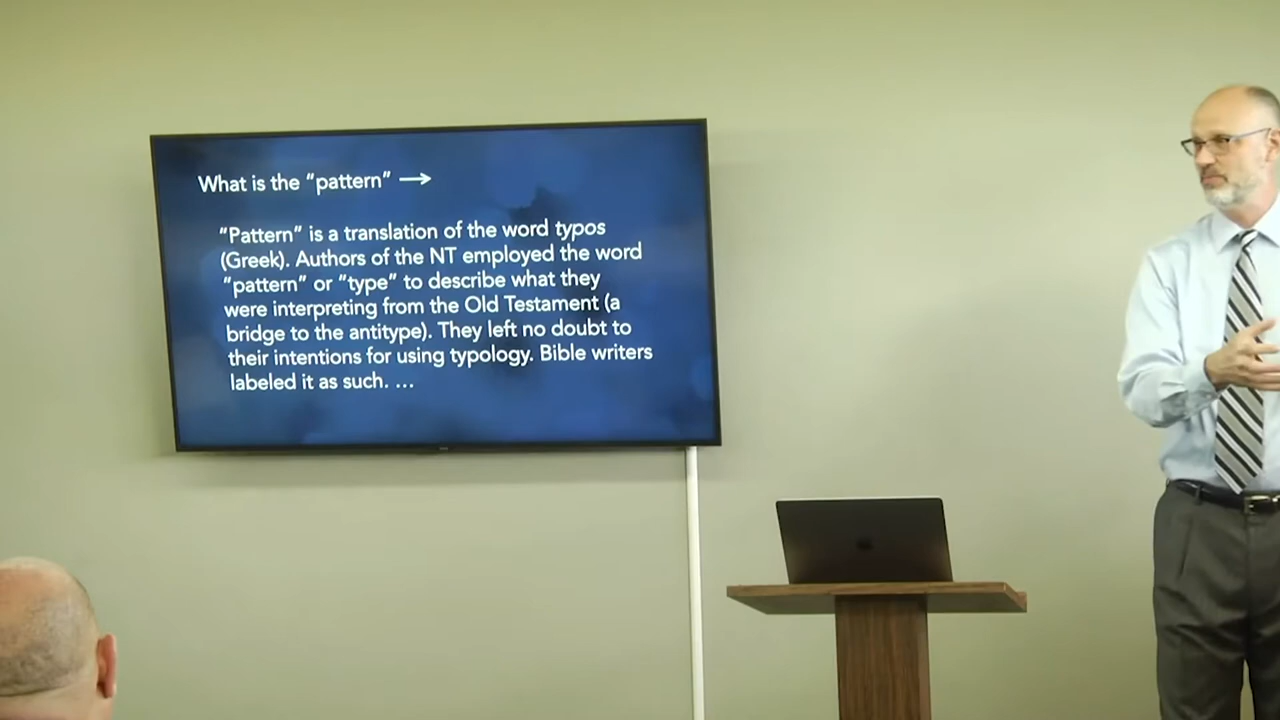 What is the “pattern” →
“Pattern” is a translation of the word typos
(Greek). Authors of the NT employed the word
“pattern” or “type” to describe what they
were interpreting from the Old Testament (a
bridge to the antitype). They left no doubt to
their intentions for using typology. Bible writers
labeled it as such. ...